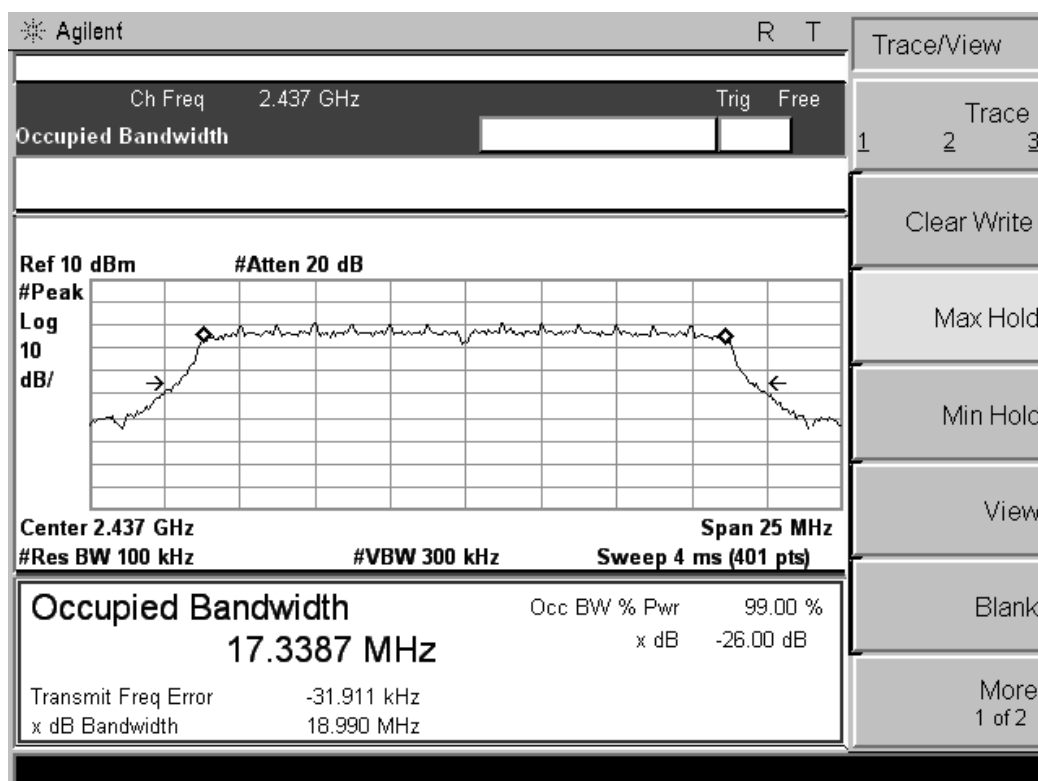 Agilent R T
Ch Freq 2.437 GHz Trig Free
Occupied Bandwidth
Ref 10 dBm #Atten 20 dB
#Peak
Log
10
dB/
Center 2.437 GHz Span 25 MHz
#Res BW 100 kHz #VBW 300 kHz Sweep 4 ms (401 pts)
Occupied Bandwidth
17.3387 MHz
Occ BW % Pwr 99.00 %
x dB -26.00 dB
Transmit Freq Error -31.911 kHz
x dB Bandwidth 18.990 MHz
Trace/View
Trace
1 2 3
Clear Write
Max Hold
Min Hold
View
Blank
More
1 of 2